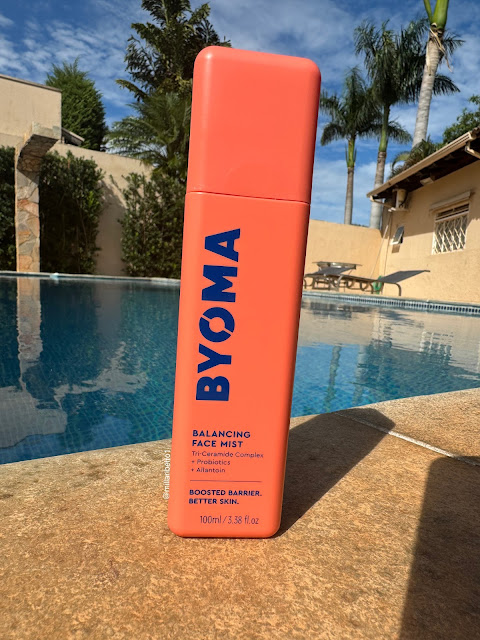 BYOMA
BALANCING
FACE MIST
Tri-Ceramide Complex
+ Probiotics
+ Allantoin
BOOSTED BARRIER.
BETTER SKIN.
100ml / 3.38 fl.oz